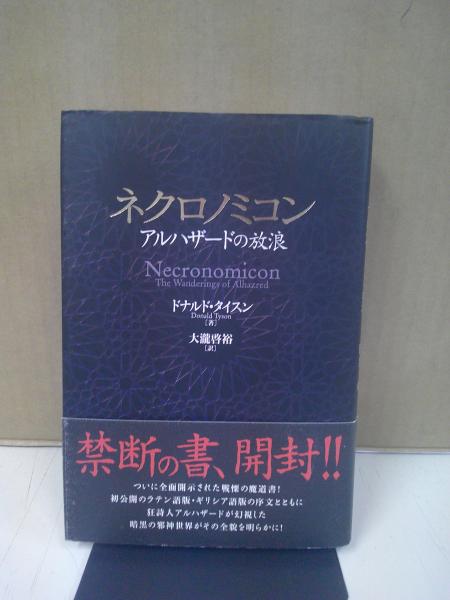 ネクロノミコン
アルハザードの放浪
Necronomicon
The Wanderings of Alhazred
ドナルド・タイスン
Donald Tyson
[著]
大瀧啓裕
[訳]
禁断の書、開封!!
ついに全面開示された戦慄の魔道書!
初公開のラテン語版・ギリシア語版の序文とともに
狂詩人アルハザードが幻視した
暗黒の邪神世界がその全貌を明らかに!